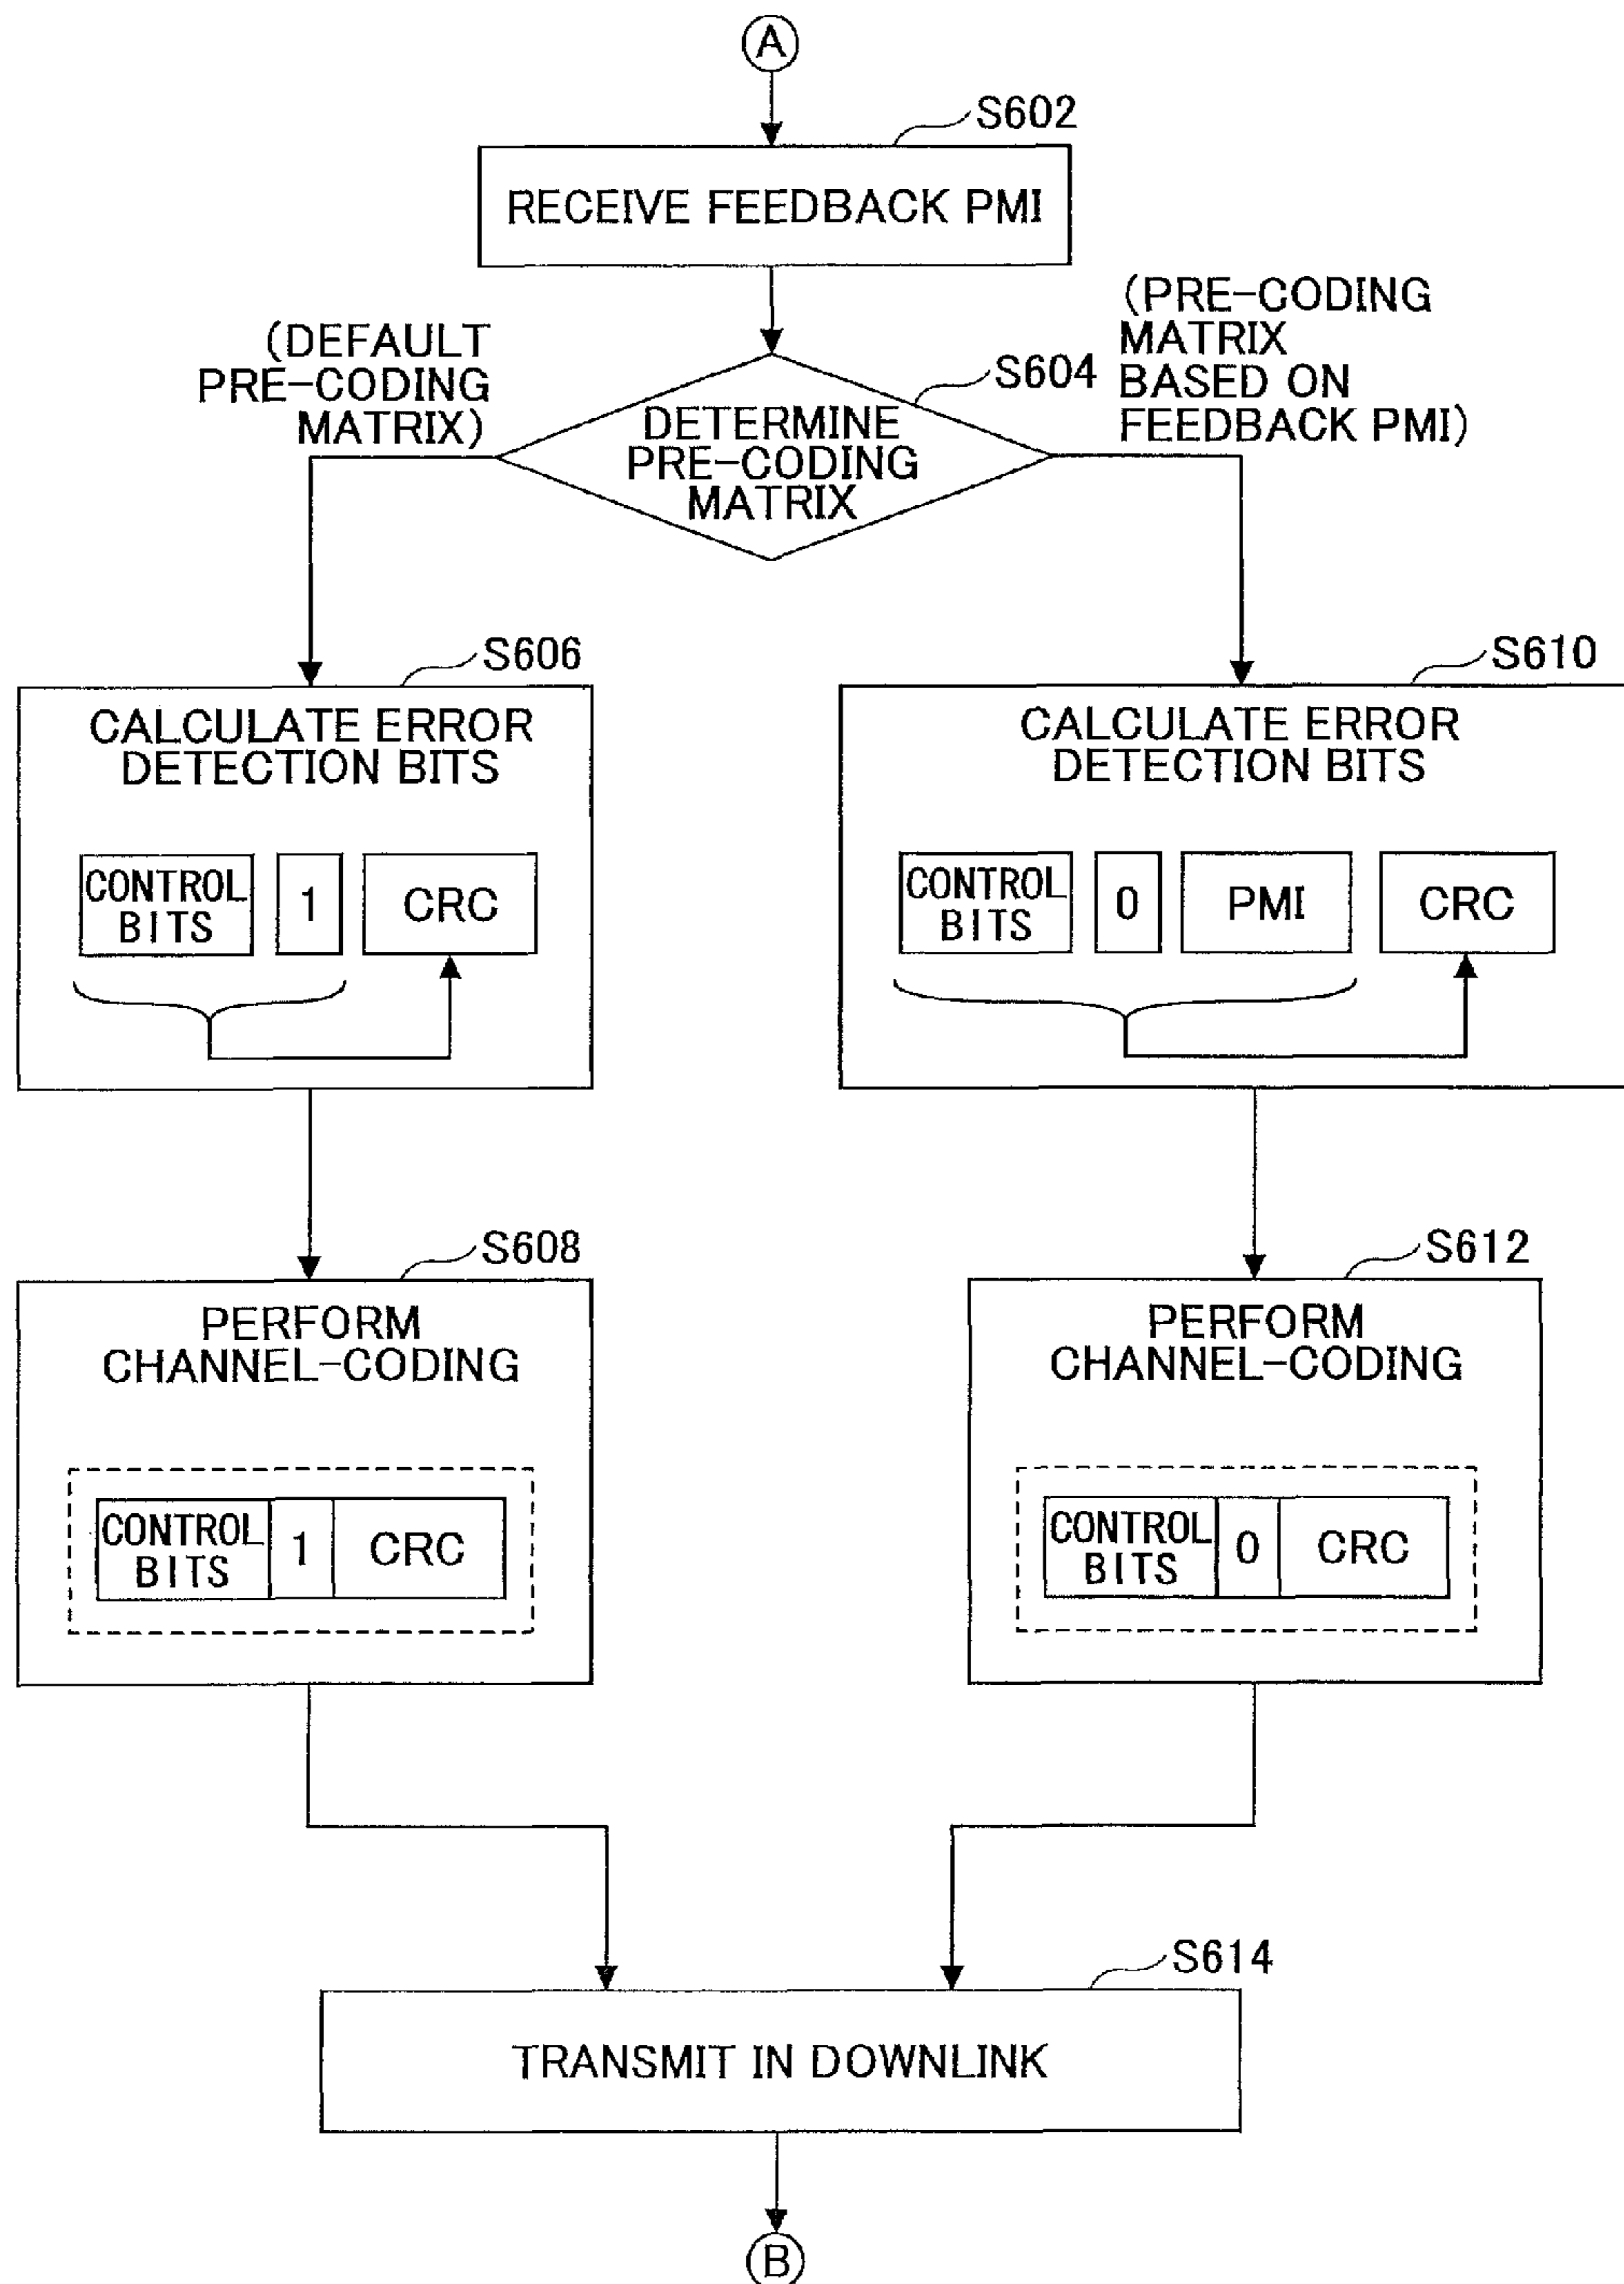 A
S602
RECEIVE FEEDBACK PMI
(DEFAULT
PRE-CODING
MATRIX)
(PRE-CODING
MATRIX
BASED ON
FEEDBACK PMI)
S604
DETERMINE
PRE-CODING
MATRIX
S606
CALCULATE ERROR
DETECTION BITS
CONTROL
BITS
1
CRC
S610
CALCULATE ERROR
DETECTION BITS
CONTROL
BITS
0
PMI
CRC
S608
PERFORM
CHANNEL-CODING
CONTROL
BITS
1
CRC
S612
PERFORM
CHANNEL-CODING
CONTROL
BITS
0
CRC
S614
TRANSMIT IN DOWNLINK
B